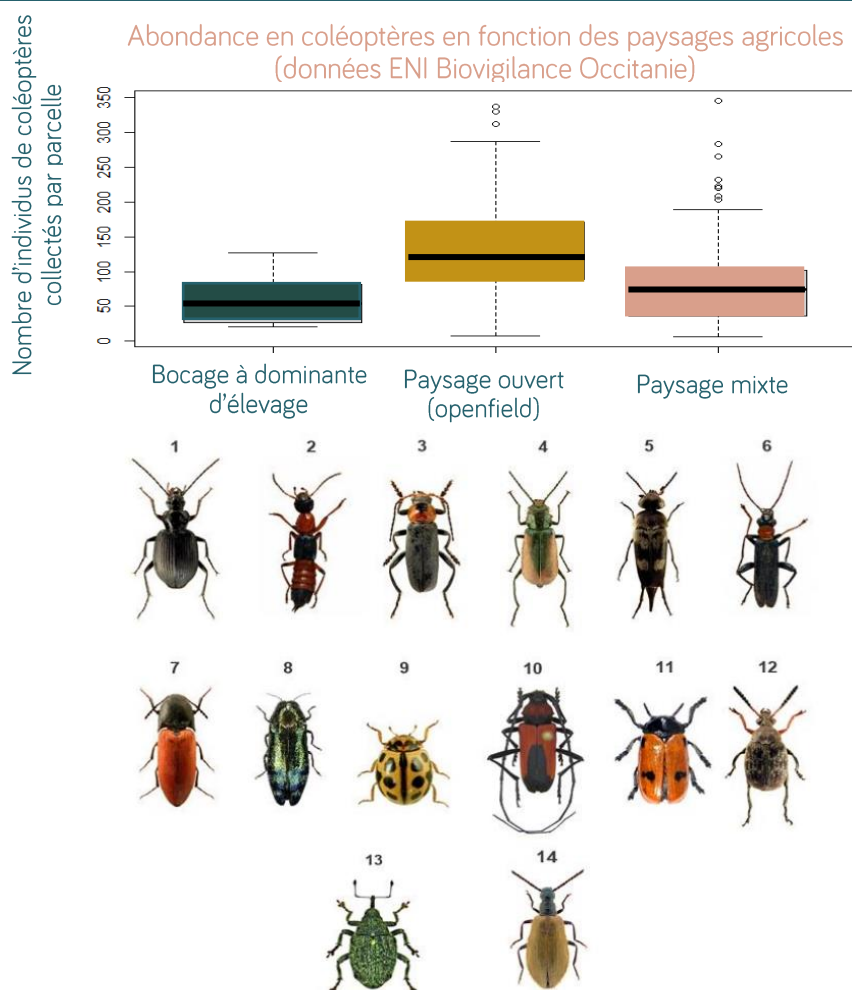 Abondance en coléoptères en fonction des paysages agricoles
(données ENI Biovigilance Occitanie)
Nombre d'individus de coléoptères
collectés par parcelle
350
300
250
200
150
100
50
0
Bocage à dominante
d'élevage
Paysage ouvert
(openfield)
Paysage mixte
1 2 3 4 5 6
7 8 9 10 11 12
13 14